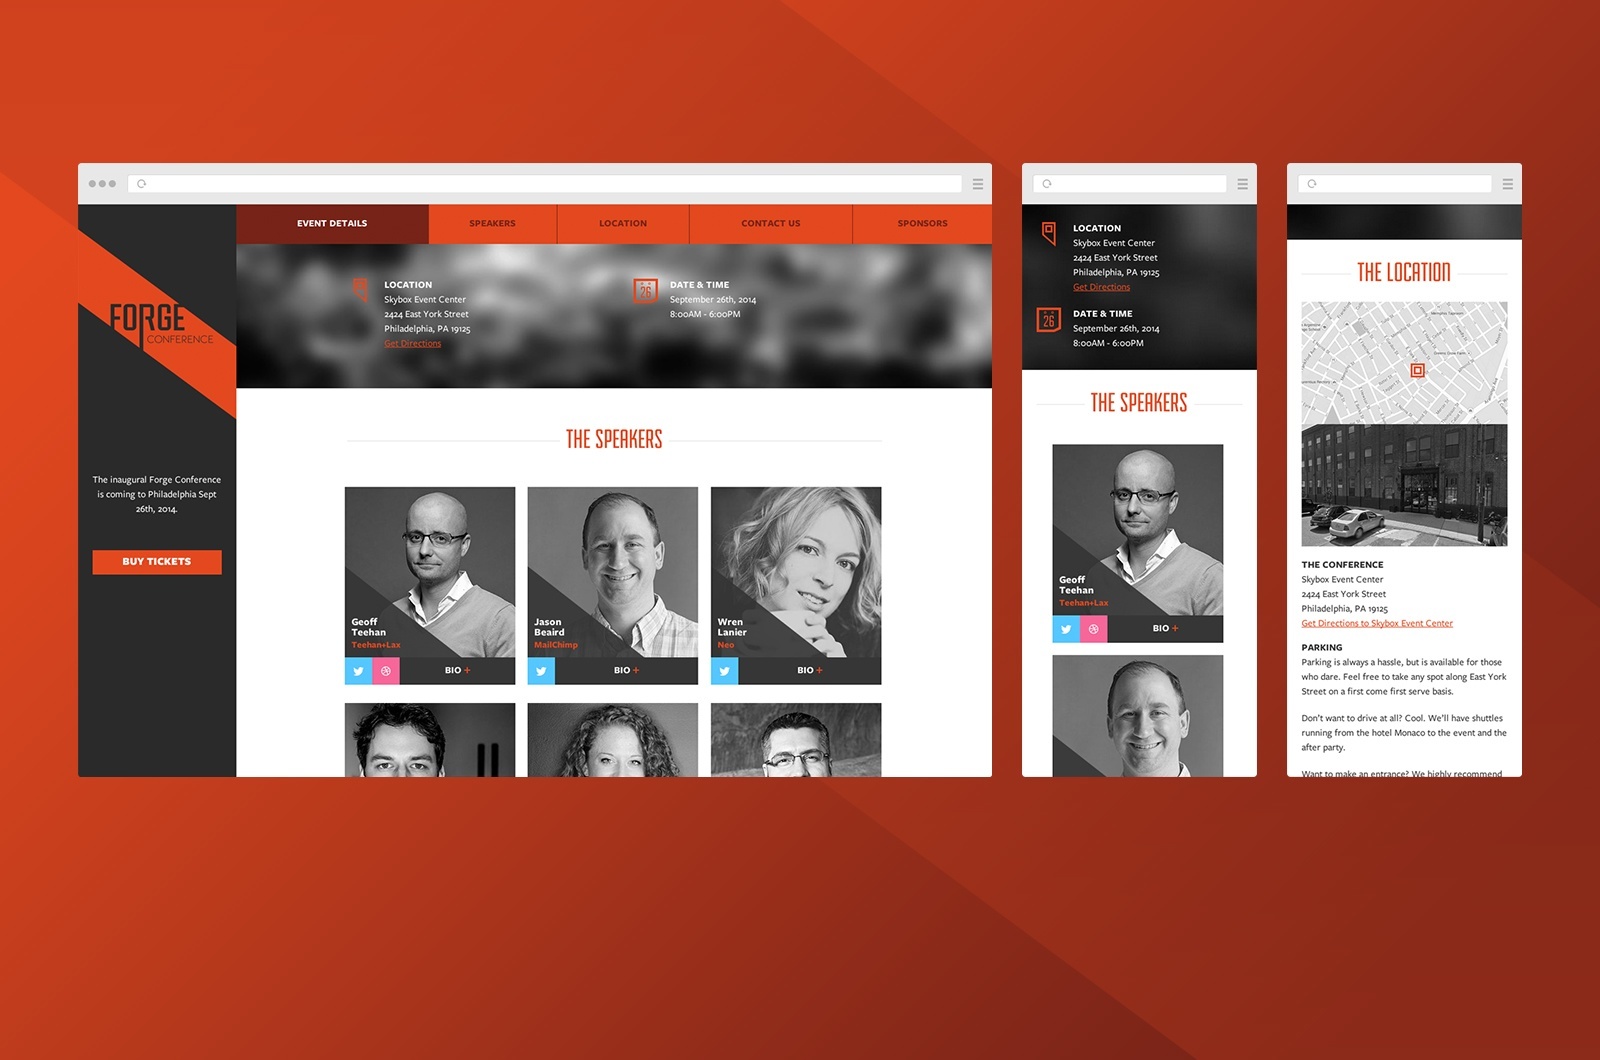 EVENT DETAILS
SPEAKERS
LOCATION
CONTACT US
SPONSORS
FORGE
CONFERENCE
The inaugural Forge Conference
is coming to Philadelphia Sept
26th, 2014.
BUY TICKETS
LOCATION
Skybox Event Center
2424 East York Street
Philadelphia, PA 19125
Get Directions
26
DATE & TIME
September 26th, 2014
8:00AM - 6:00PM
THE SPEAKERS
Geoff
Teehan
Teehan+Lax
BIO +
Jason
Beaird
MailChimp
BIO +
Wren
Lanier
Neo
BIO +
LOCATION
Skybox Event Center
2424 East York Street
Philadelphia, PA 19125
Get Directions
26
DATE & TIME
September 26th, 2014
8:00AM - 6:00PM
THE SPEAKERS
Geoff
Teehan
Teehan+Lax
BIO +
THE LOCATION
THE CONFERENCE
Skybox Event Center
2424 East York Street
Philadelphia, PA 19125
Get Directions to Skybox Event Center
PARKING
Parking is always a hassle, but is available for those
who dare. Feel free to take any spot along East York
Street on a first come first serve basis.
Don't want to drive at all? Cool. We'll have shuttles
running from the hotel Monaco to the event and the
after party.
Want to make an entrance? We highly recommend